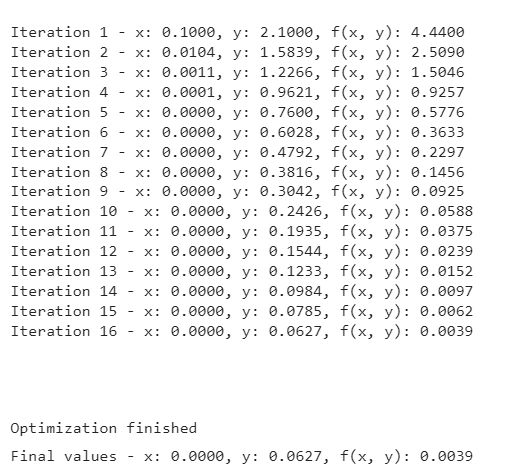 Iteration 1 - x: 0.1000, y: 2.1000, f(x, y): 4.4400
Iteration 2 - x: 0.0104, y: 1.5839, f(x, y): 2.5090
Iteration 3 - x: 0.0011, y: 1.2266, f(x, y): 1.5046
Iteration 4 - x: 0.0001, y: 0.9621, f(x, y): 0.9257
Iteration 5 - x: 0.0000, y: 0.7600, f(x, y): 0.5776
Iteration 6 - x: 0.0000, y: 0.6028, f(x, y): 0.3633
Iteration 7 - x: 0.0000, y: 0.4792, f(x, y): 0.2297
Iteration 8 - x: 0.0000, y: 0.3816, f(x, y): 0.1456
Iteration 9 - x: 0.0000, y: 0.3042, f(x, y): 0.0925
Iteration 10 - x: 0.0000, y: 0.2426, f(x, y): 0.0588
Iteration 11 - x: 0.0000, y: 0.1935, f(x, y): 0.0375
Iteration 12 - x: 0.0000, y: 0.1544, f(x, y): 0.0239
Iteration 13 - x: 0.0000, y: 0.1233, f(x, y): 0.0152
Iteration 14 - x: 0.0000, y: 0.0984, f(x, y): 0.0097
Iteration 15 - x: 0.0000, y: 0.0785, f(x, y): 0.0062
Iteration 16 - x: 0.0000, y: 0.0627, f(x, y): 0.0039
Optimization finished
Final values - x: 0.0000, y: 0.0627, f(x, y): 0.0039